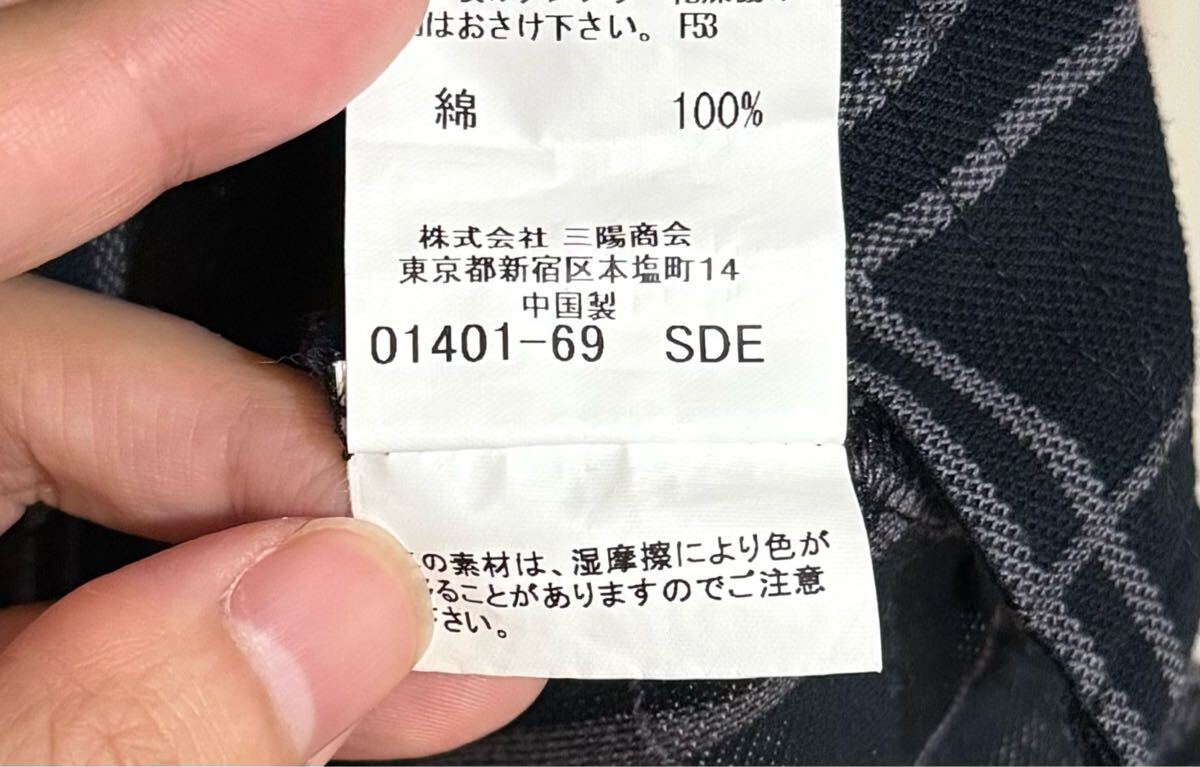 はおさけ下さい。 F53
綿 100%
株式会社 三陽商会
東京都新宿区本塩町14
中国製
01401-69 SDE
の素材は、湿摩擦により色が
ることがありますのでご注意
さい。